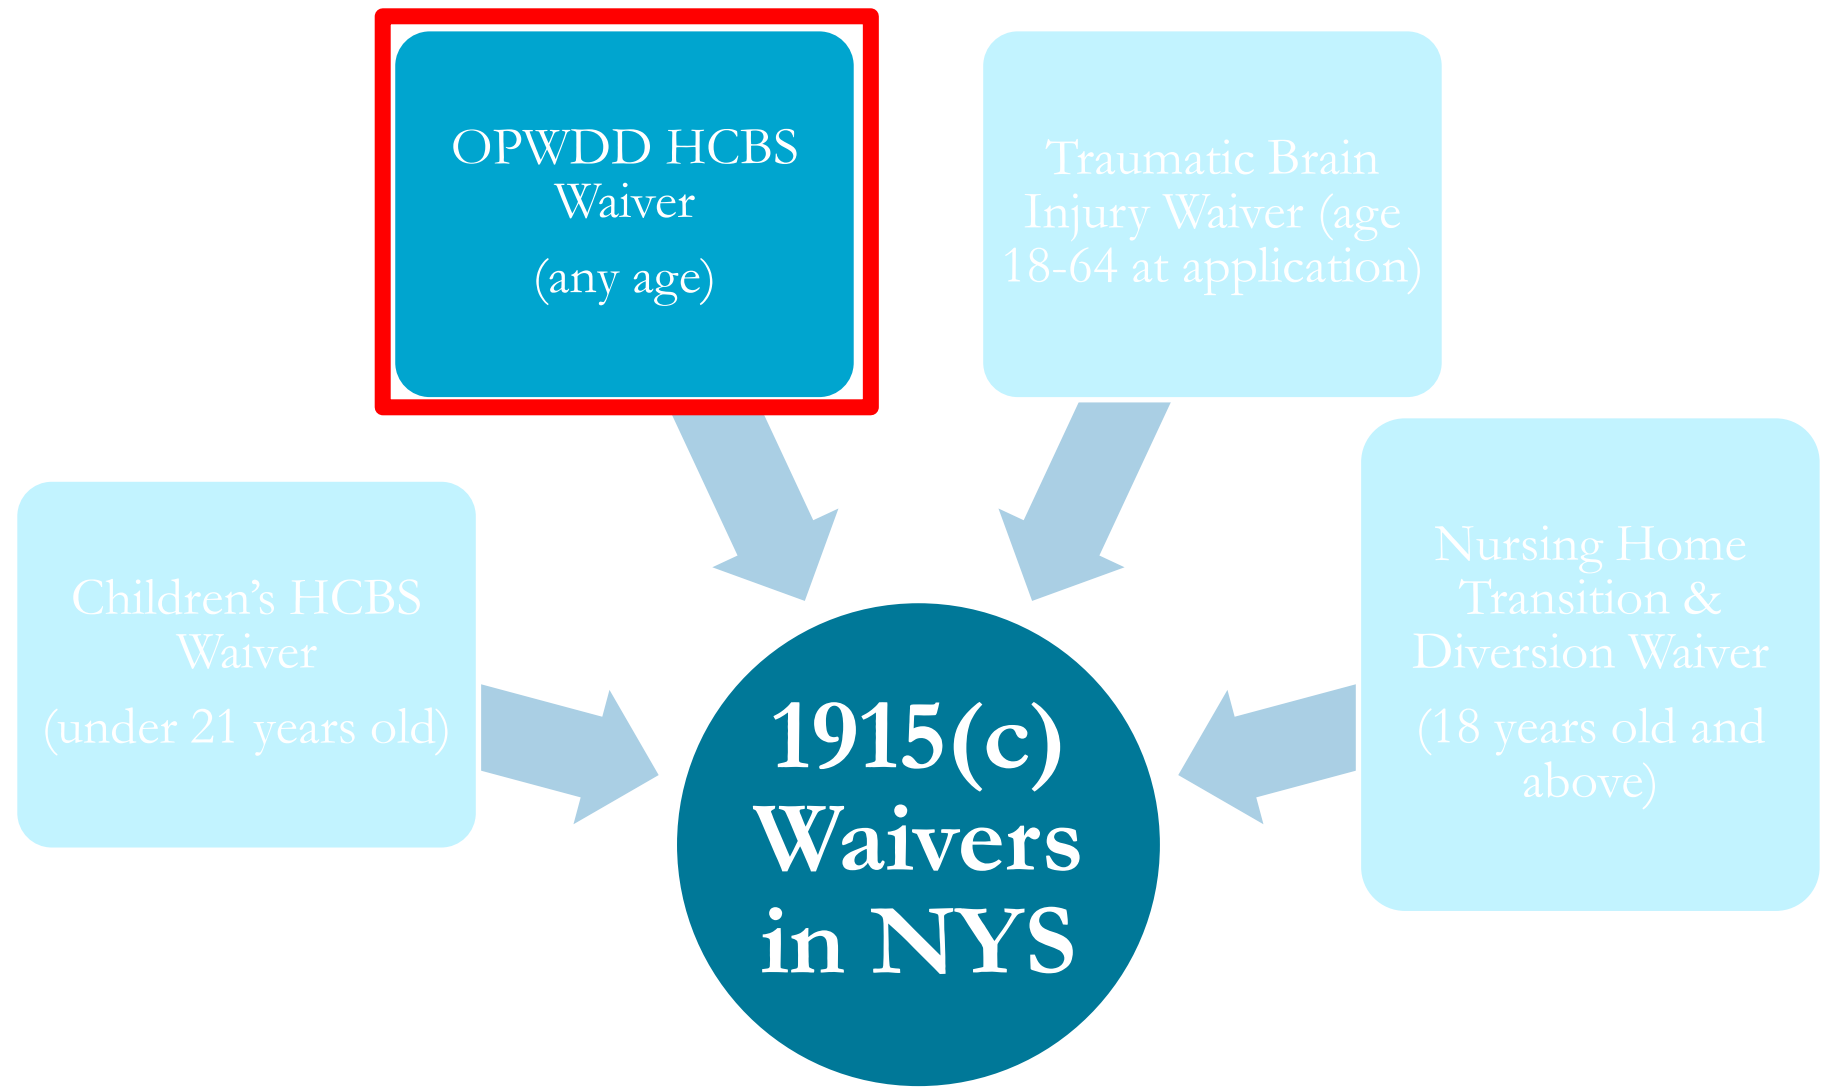 OPWDD HCBS
Waiver
(any age)
Traumatic Brain
Injury Waiver (age
18-64 at application)
Children’s HCBS
Waiver
(under 21 years old)
Nursing Home
Transition &
Diversion Waiver
(18 years old and
above)
1915(c)
Waivers
in NYS